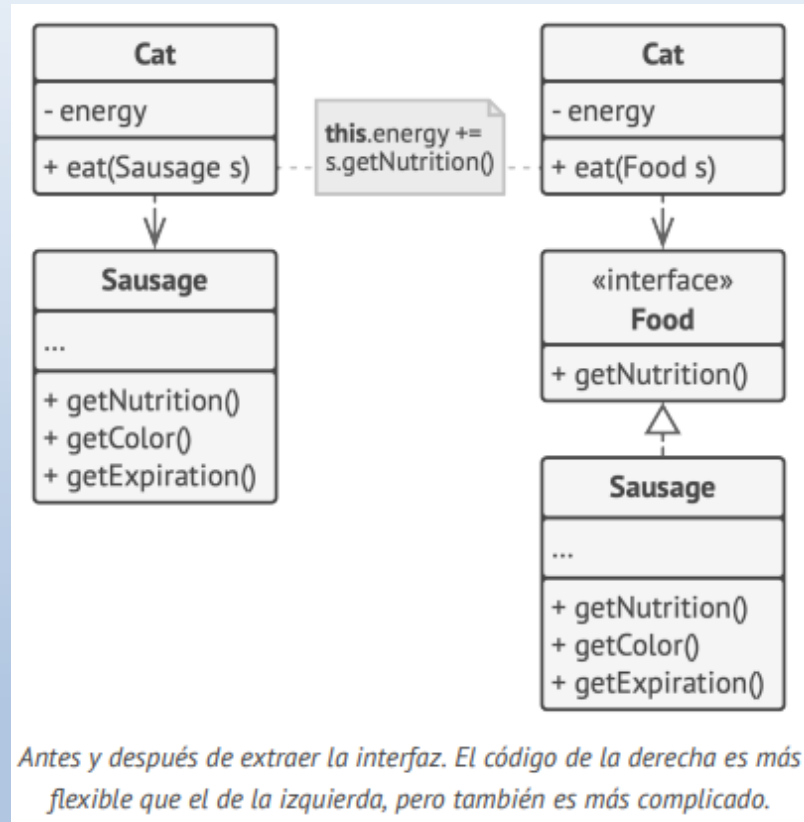 Cat
- energy
+ eat(Sausage s)
Sausage
...
+ getNutrition()
+ getColor()
+ getExpiration()
this.energy +=
s.getNutrition()
Cat
- energy
+ eat(Food s)
«interface»
Food
+ getNutrition()
Sausage
...
+ getNutrition()
+ getColor()
+ getExpiration()
Antes y después de extraer la interfaz. El código de la derecha es más
flexible que el de la izquierda, pero también es más complicado.